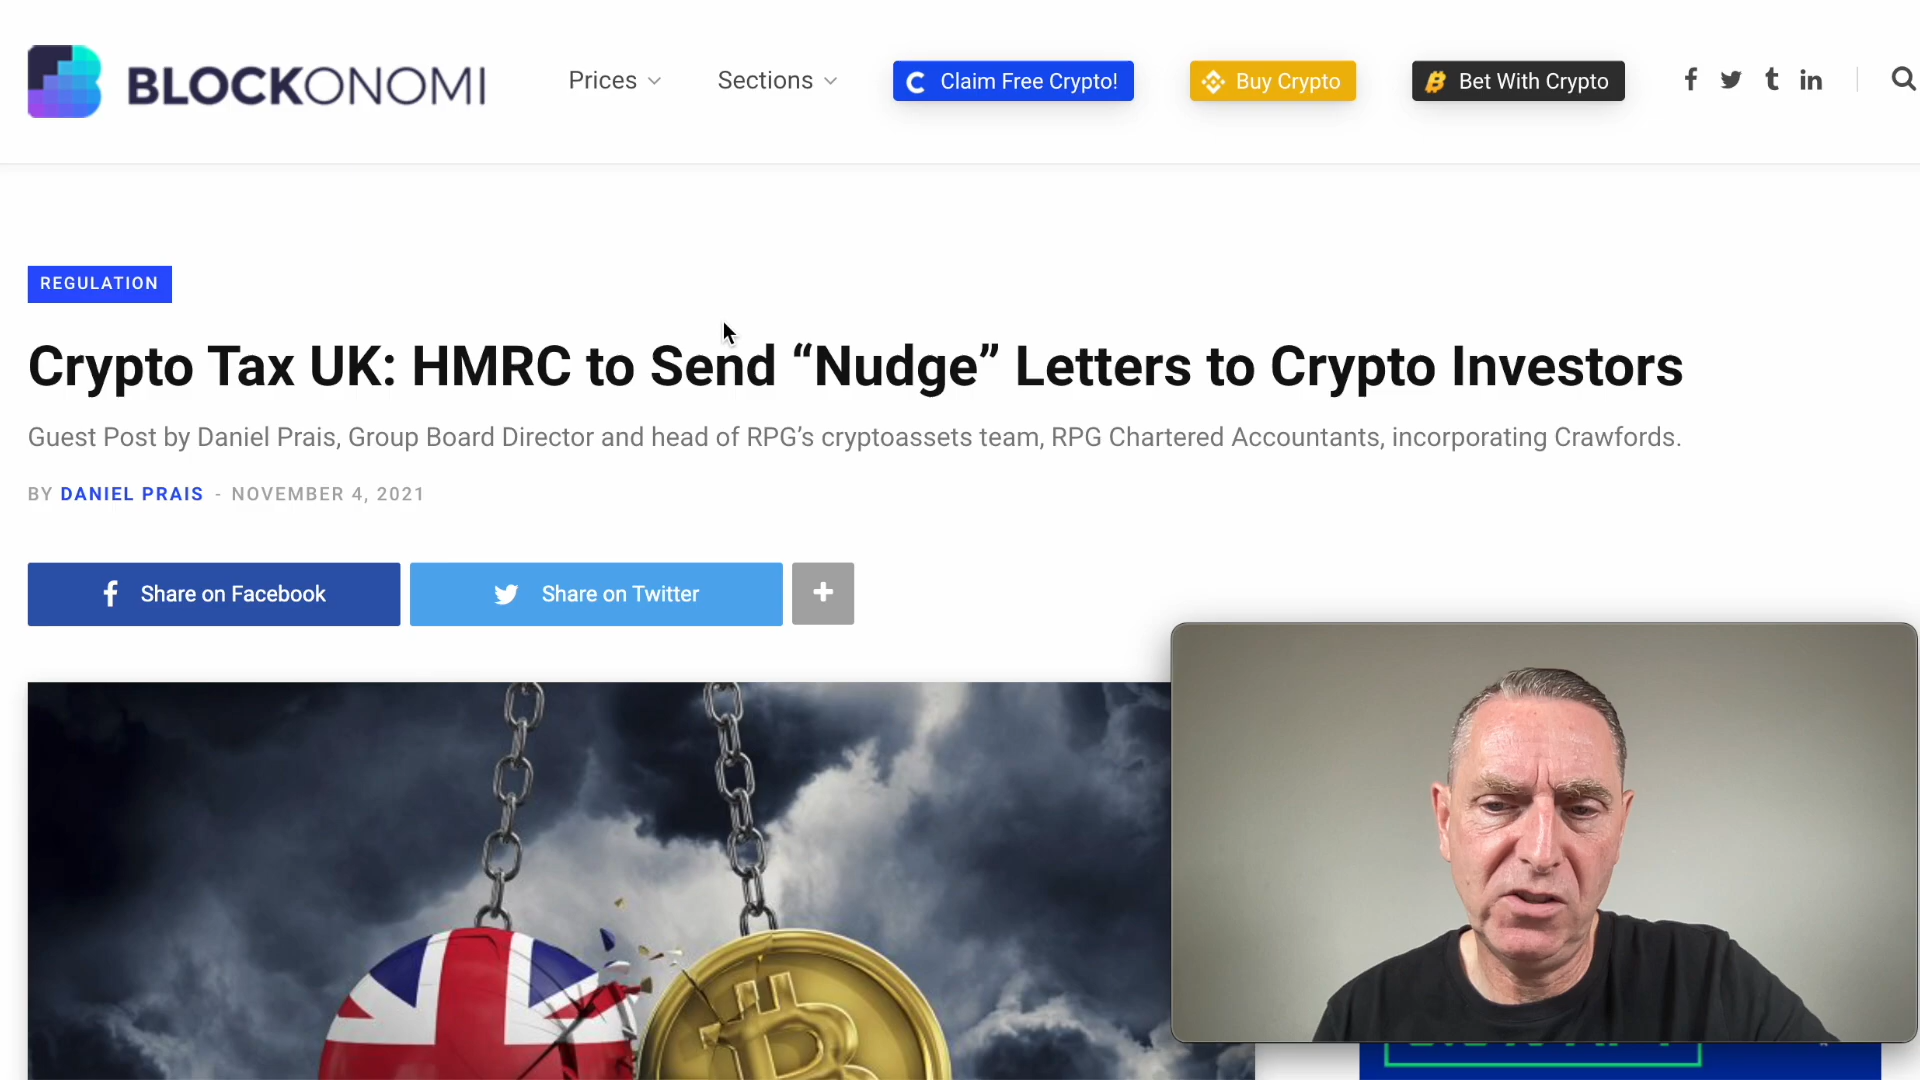 BLOCKONOMI
Prices
Sections
Claim Free Crypto!
Buy Crypto
Bet With Crypto
REGULATION
Crypto Tax UK: HMRC to Send “Nudge” Letters to Crypto Investors
Guest Post by Daniel Prais, Group Board Director and head of RPG’s cryptoassets team, RPG Chartered Accountants, incorporating Crawfords.
BY DANIEL PRAIS - NOVEMBER 4, 2021
Share on Facebook
Share on Twitter